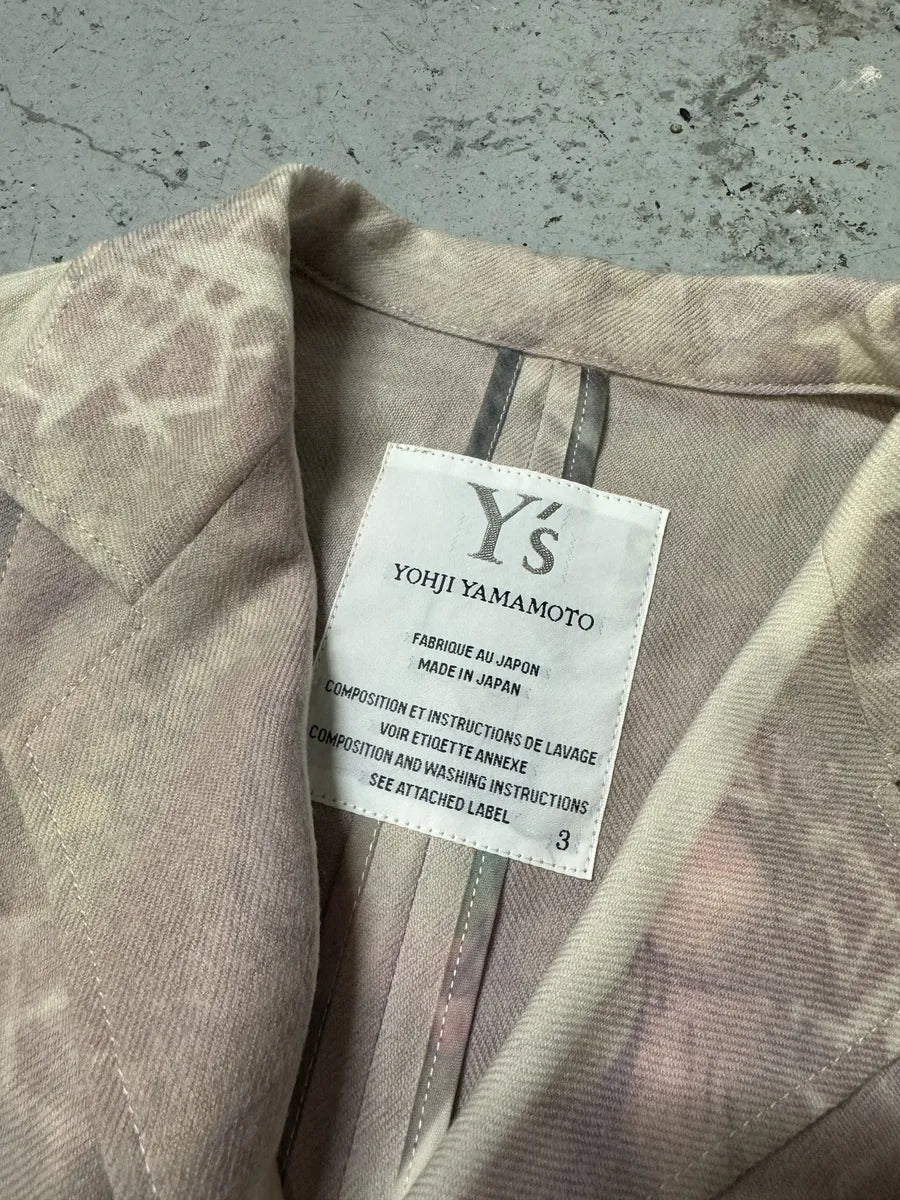 Y's
YOHJI YAMAMOTO
FABRIQUE AU JAPON
MADE IN JAPAN
COMPOSITION ET INSTRUCTIONS DE LAVAGE
VOIR ETIQETTE ANNEXE
COMPOSITION AND WASHING INSTRUCTIONS
SEE ATTACHED LABEL
3